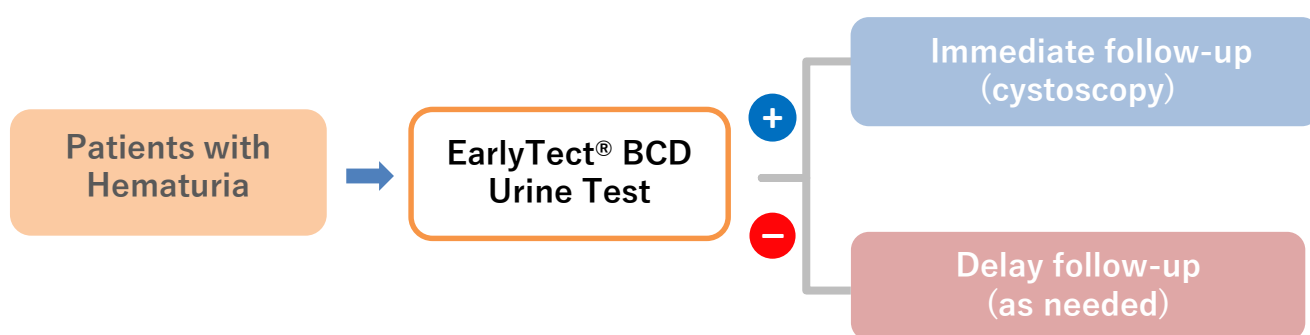 Patients with
Hematuria
EarlyTect® BCD
Urine Test
+
Immediate follow-up
(cystoscopy)
−
Delay follow-up
(as needed)